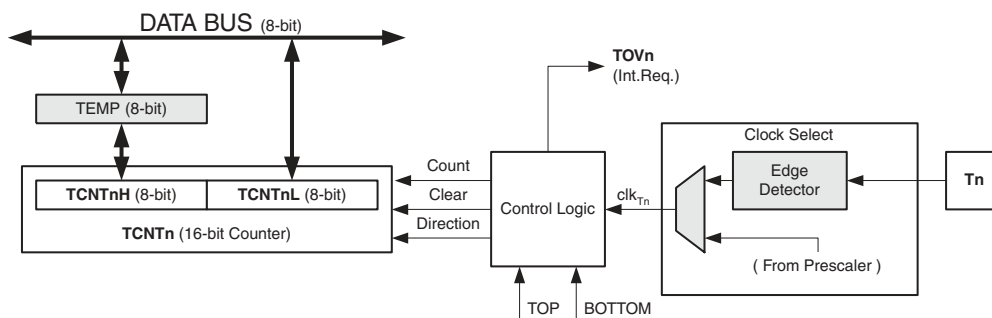 DATA BUS (8-bit)
TOVn
(Int.Req.)
TEMP (8-bit)
Clock Select
Count
Edge
Detector
Tn
TCNTnH (8-bit)
TCNTnL (8-bit)
Clear
Control Logic
clkTn
TCNTn (16-bit Counter)
Direction
( From Prescaler )
TOP
BOTTOM